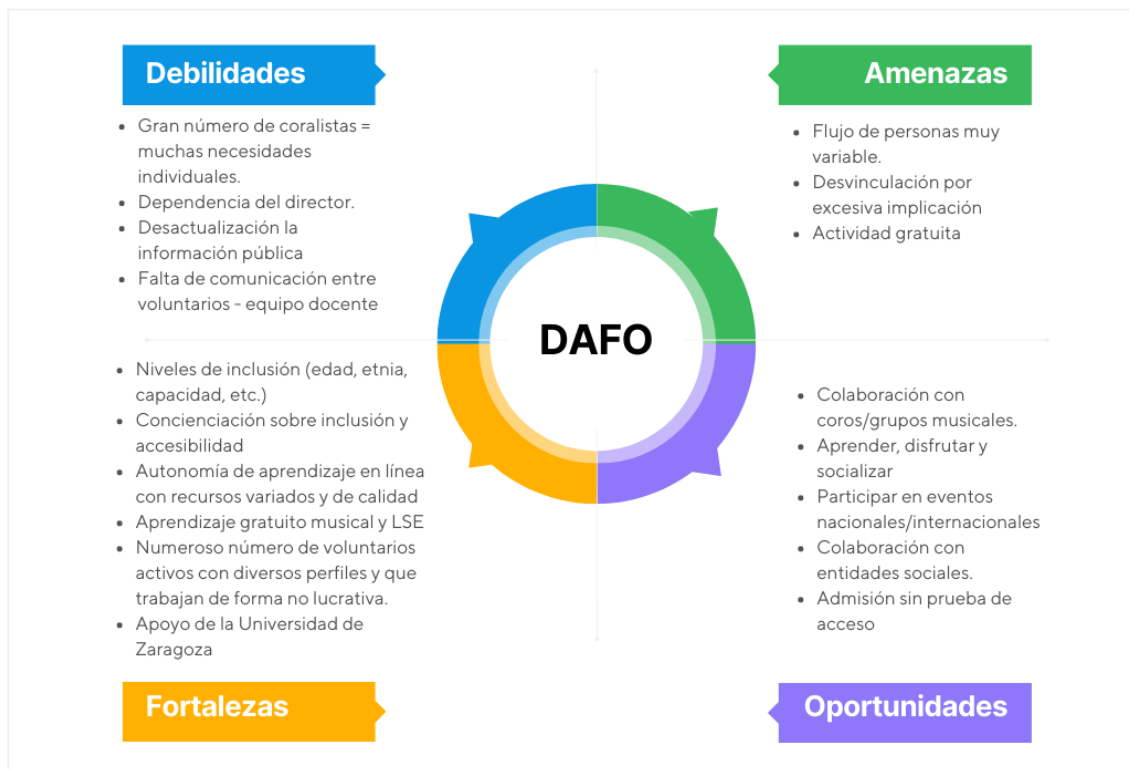 Debilidades
• Gran número de coralistas =
muchas necesidades
individuales.
• Dependencia del director.
• Desactualización la
información pública
• Falta de comunicación entre
voluntarios - equipo docente
Amenazas
• Flujo de personas muy
variable.
• Desvinculación por
excesiva implicación
• Actividad gratuita
DAFO
• Niveles de inclusión (edad, etnia,
capacidad, etc.)
• Concienciación sobre inclusión y
accesibilidad
• Autonomía de aprendizaje en línea
con recursos variados y de calidad
• Aprendizaje gratuito musical y LSE
• Numeroso número de voluntarios
activos con diversos perfiles y que
trabajan de forma no lucrativa.
• Apoyo de la Universidad de
Zaragoza
Fortalezas
• Colaboración con
coros/grupos musicales.
• Aprender, disfrutar y
socializar
• Participar en eventos
nacionales/internacionales
• Colaboración con
entidades sociales.
• Admisión sin prueba de
acceso
Oportunidades